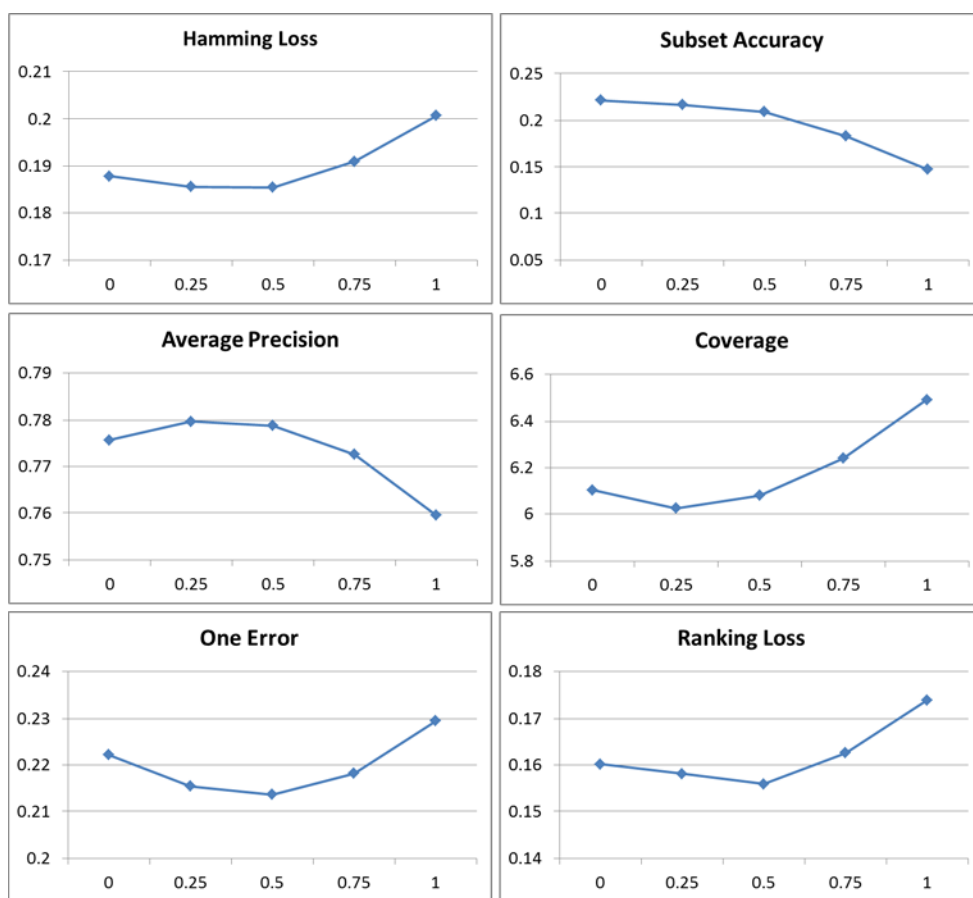 Hamming Loss
0.21
0.2
0.19
0.18
0.17
0 0.25 0.5 0.75 1
Subset Accuracy
0.25
0.2
0.15
0.1
0.05
0 0.25 0.5 0.75 1
Average Precision
0.79
0.78
0.77
0.76
0.75
0 0.25 0.5 0.75 1
Coverage
6.6
6.4
6.2
6
5.8
0 0.25 0.5 0.75 1
One Error
0.24
0.23
0.22
0.21
0.2
0 0.25 0.5 0.75 1
Ranking Loss
0.18
0.17
0.16
0.15
0.14
0 0.25 0.5 0.75 1